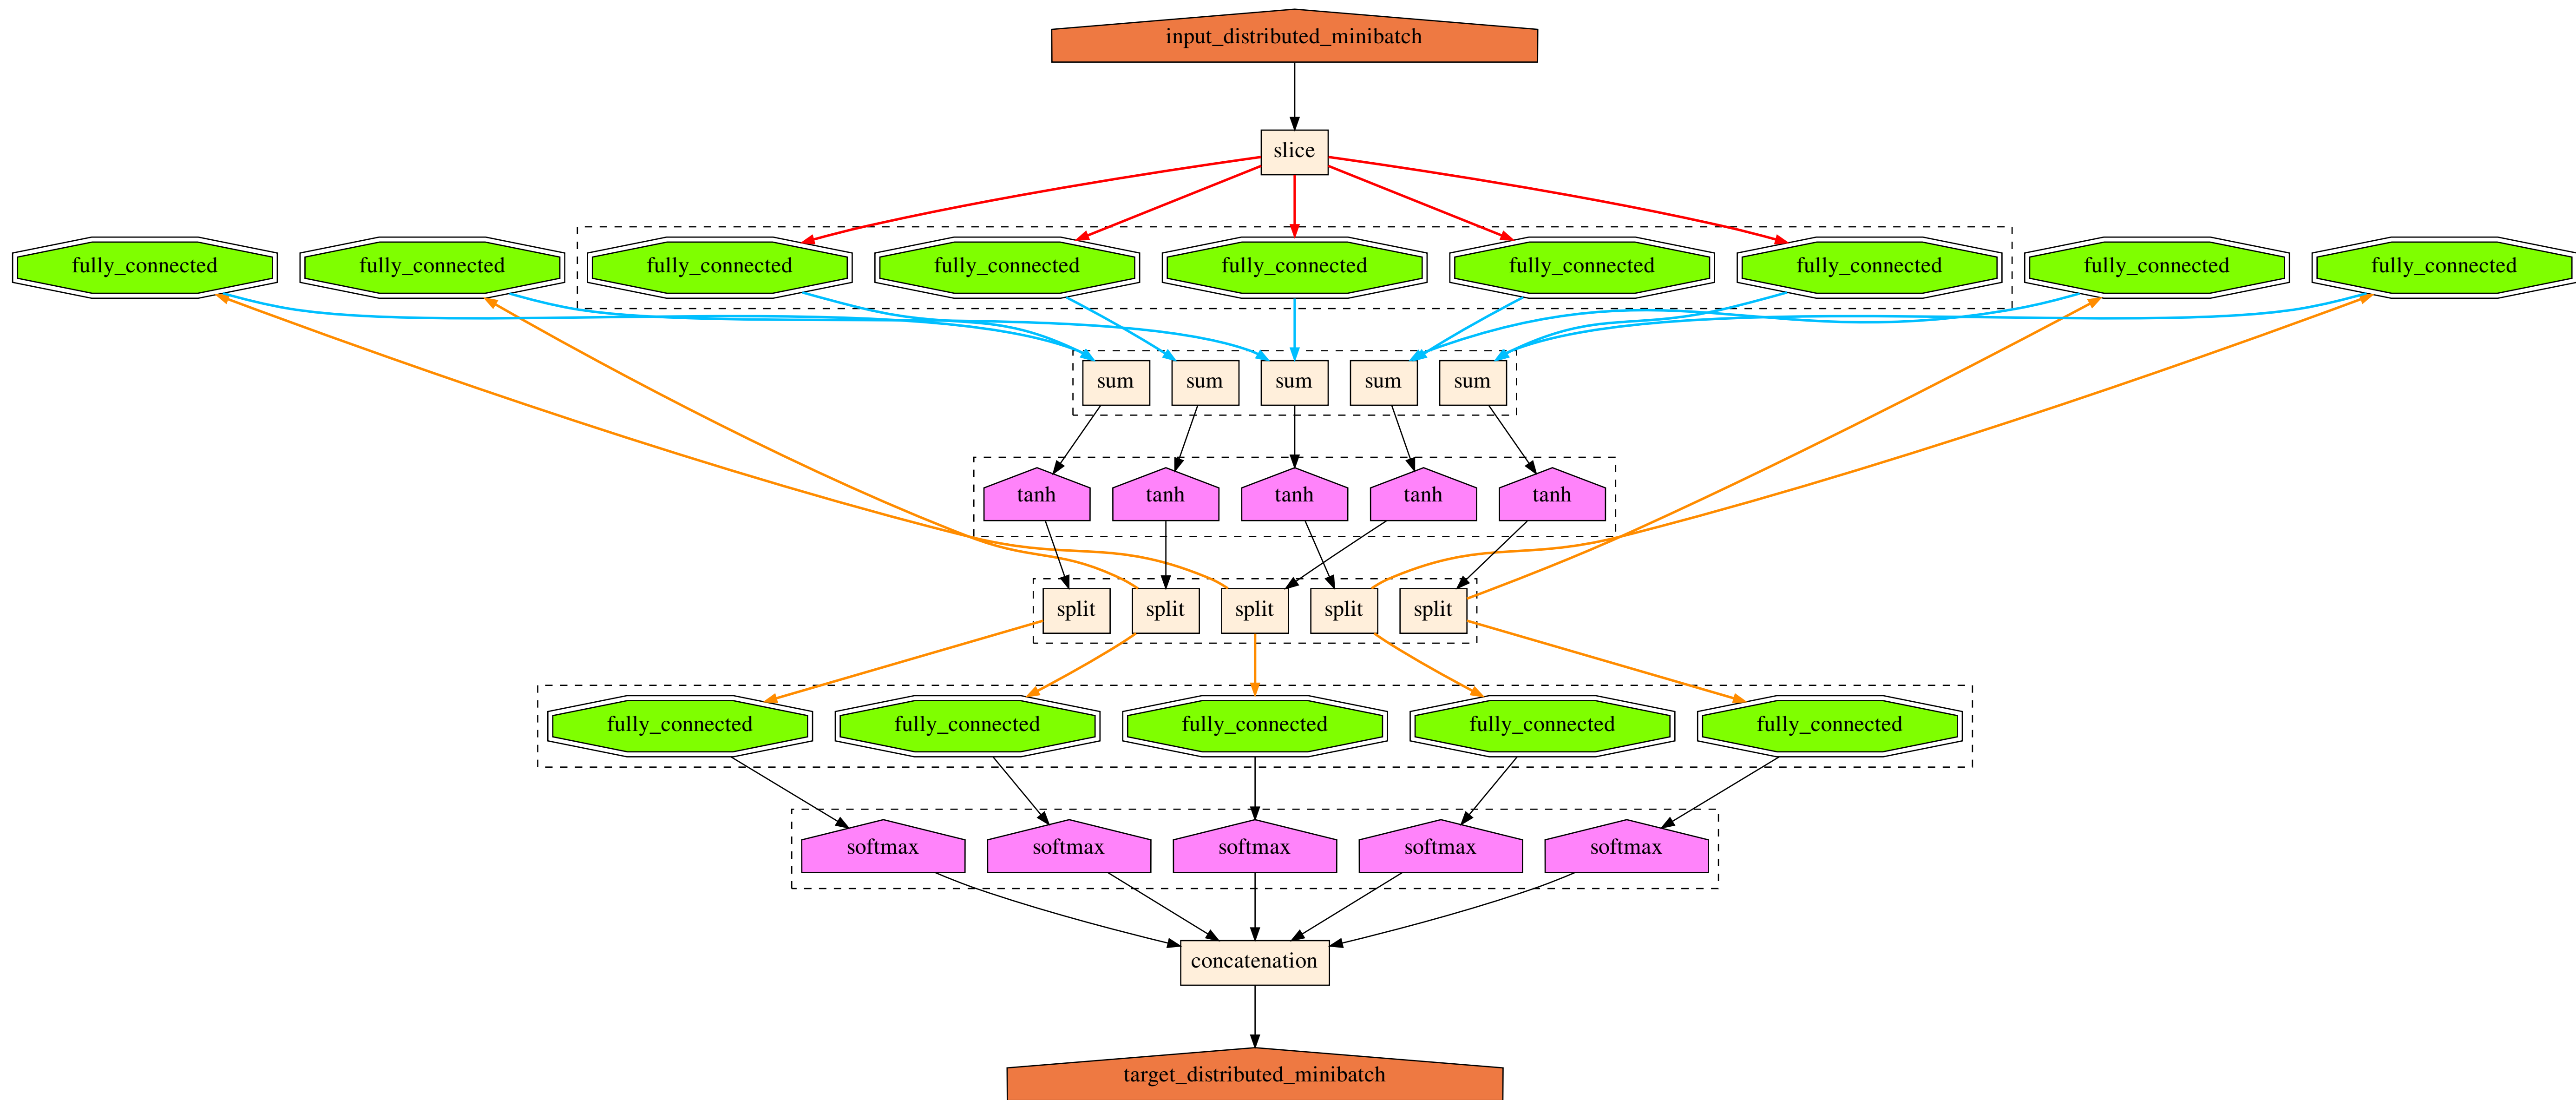 input_distributed_minibatch
slice
fully_connected fully_connected fully_connected fully_connected fully_connected fully_connected fully_connected fully_connected fully_connected
sum sum sum sum sum
tanh tanh tanh tanh tanh
split split split split split
fully_connected fully_connected fully_connected fully_connected fully_connected
softmax softmax softmax softmax softmax
concatenation
target_distributed_minibatch